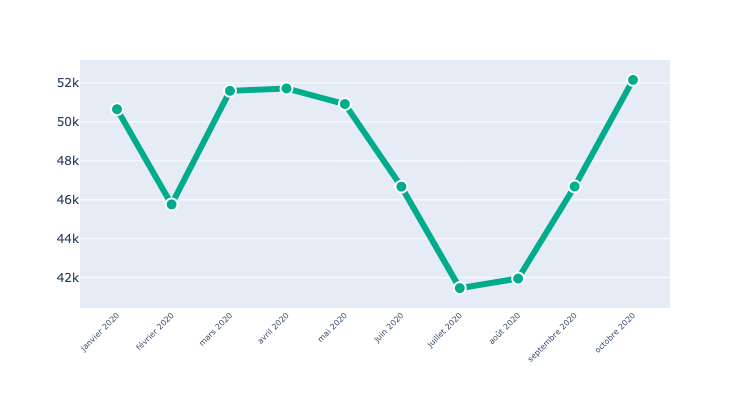 52k
50k
48k
46k
44k
42k
janvier 2020
février 2020
mars 2020
avril 2020
mai 2020
juin 2020
juillet 2020
août 2020
septembre 2020
octobre 2020